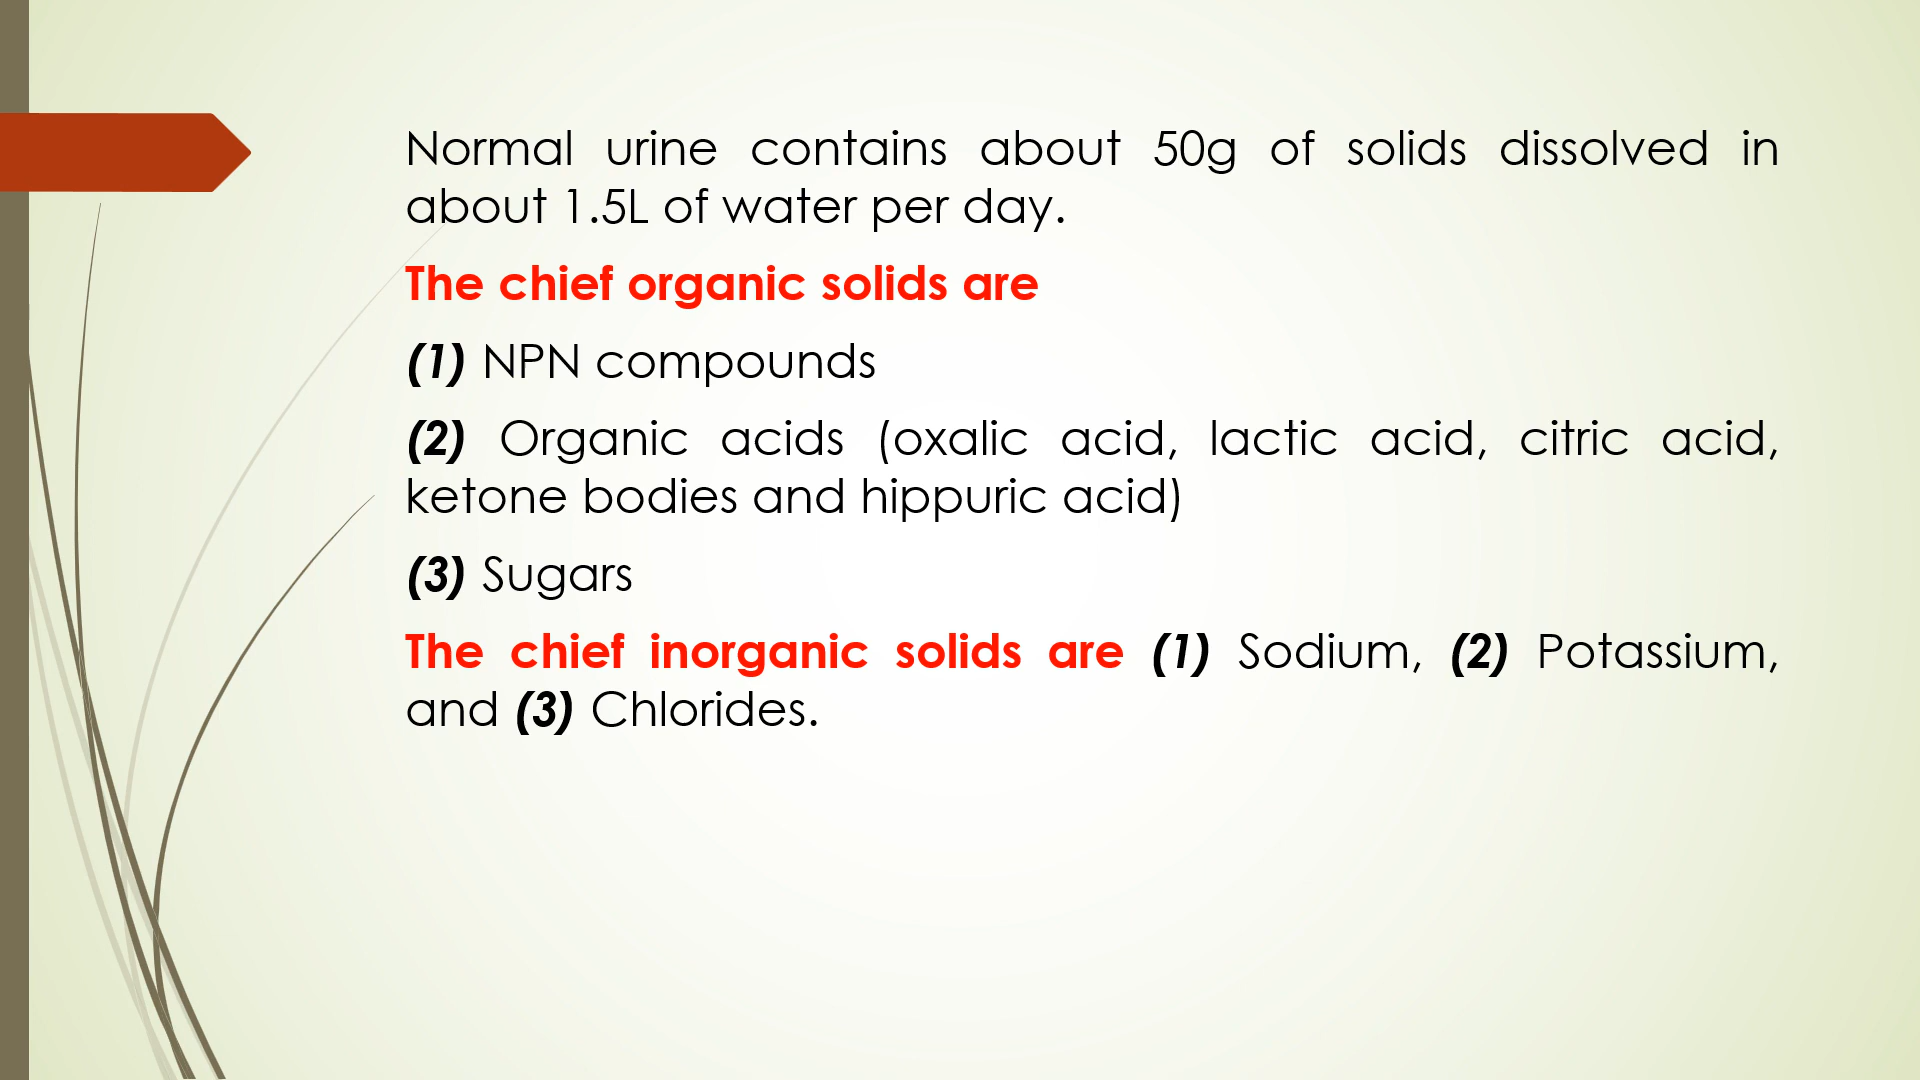 Normal urine contains about 50g of solids dissolved in
about 1.5L of water per day.
The chief organic solids are
(1) NPN compounds
(2) Organic acids (oxalic acid, lactic acid, citric acid,
ketone bodies and hippuric acid)
(3) Sugars
The chief inorganic solids are (1) Sodium, (2) Potassium,
and (3) Chlorides.